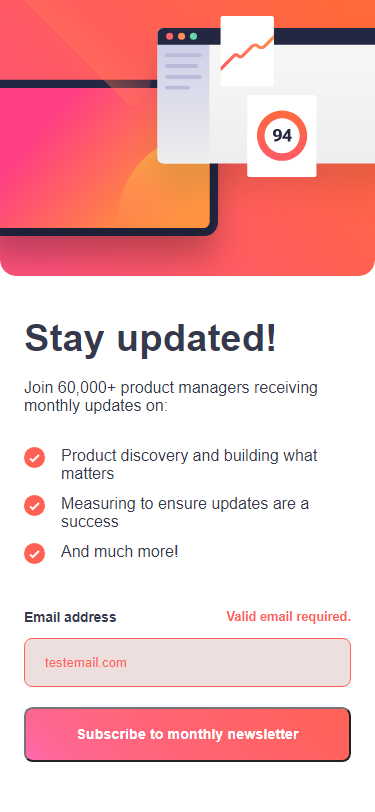 94
Stay updated!
Join 60,000+ product managers receiving
monthly updates on:
Product discovery and building what
matters
Measuring to ensure updates are a
success
And much more!
Email address Valid email required.
testemail.com
Subscribe to monthly newsletter